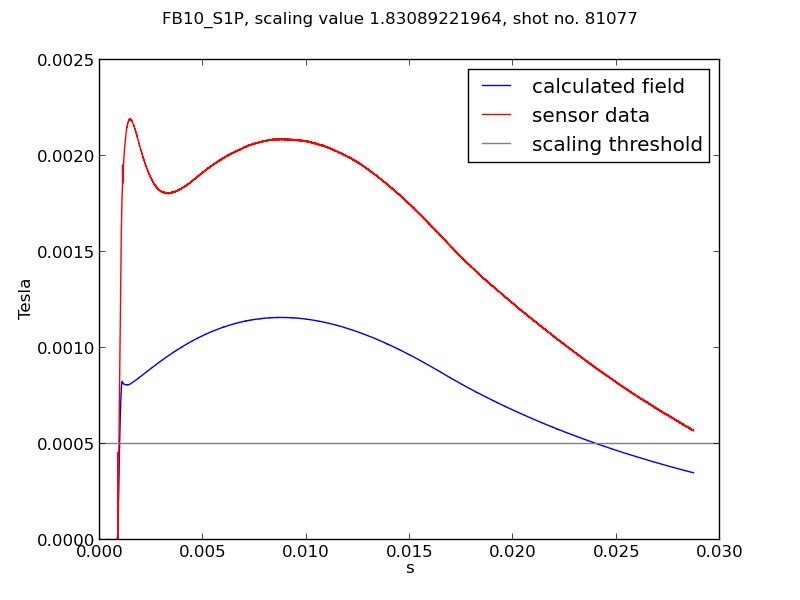 FB10_S1P, scaling value 1.83089221964, shot no. 81077
0.0025
0.0020
0.0015
0.0010
0.0005
0.0000
Tesla
calculated field
sensor data
scaling threshold
0.000
0.005
0.010
0.015
0.020
0.025
0.030
s